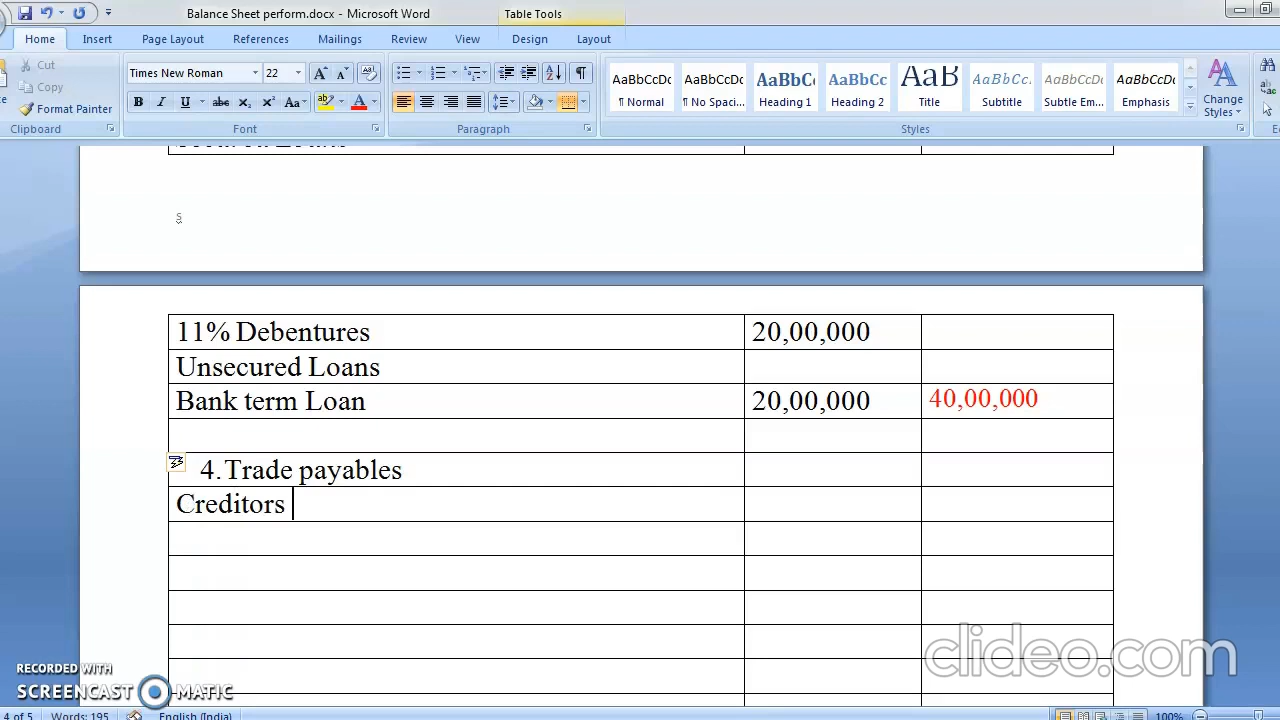 Balance Sheet perform.docx - Microsoft Word
Table Tools
Home Insert Page Layout References Mailings Review View Design Layout
Cut
Copy
Format Painter
Clipboard
Times New Roman 22
Font
Paragraph
AaBbCcDc AaBbCcDc AaBbCc AaBbCc AaB AaBbCc. AaBbCcDc AaBbCcDc
¶ Normal ¶ No Spaci... Heading 1 Heading 2 Title Subtitle Subtle Em... Emphasis
Change
Styles
Styles
s
11% Debentures 20,00,000
Unsecured Loans
Bank term Loan 20,00,000 40,00,000
4. Trade payables
Creditors
clideo.com
RECORDED WITH
SCREENCAST MATIC
4 of 5 Words: 195 English (India) 100%